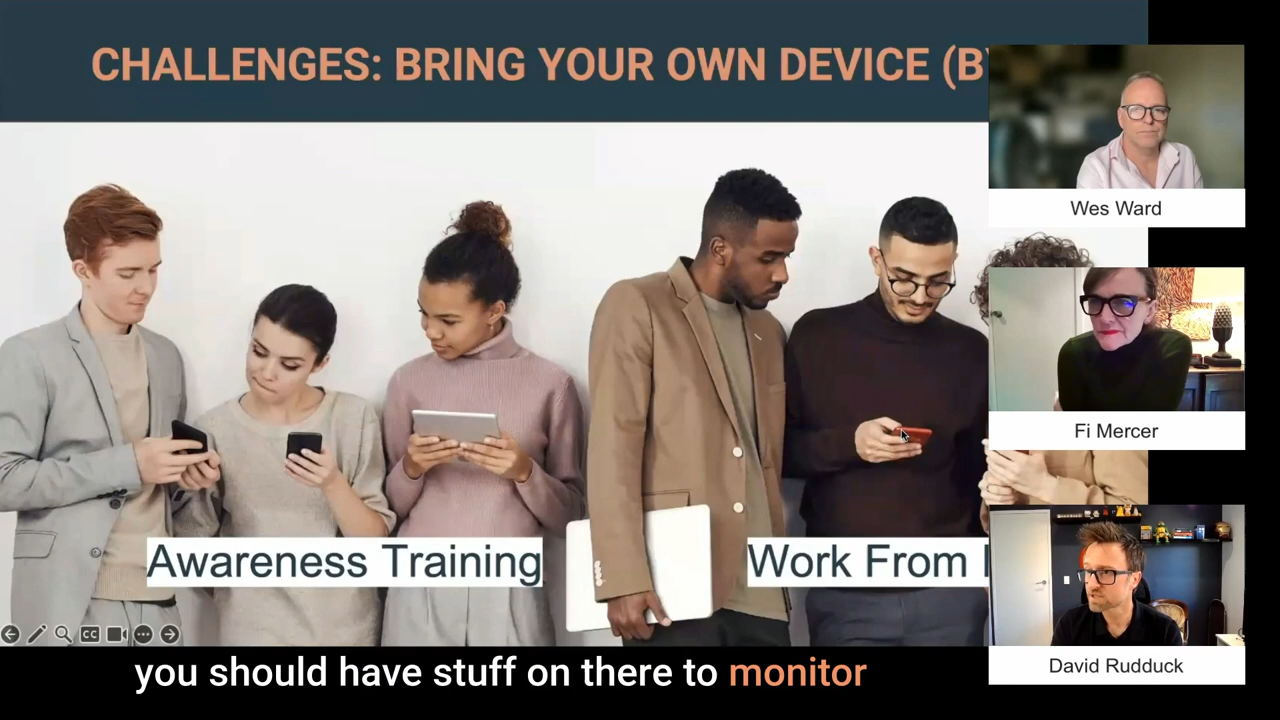 CHALLENGES: BRING YOUR OWN DEVICE (B
Wes Ward
Fi Mercer
Awareness Training
Work From
CC
David Rudduck
you should have stuff on there to monitor